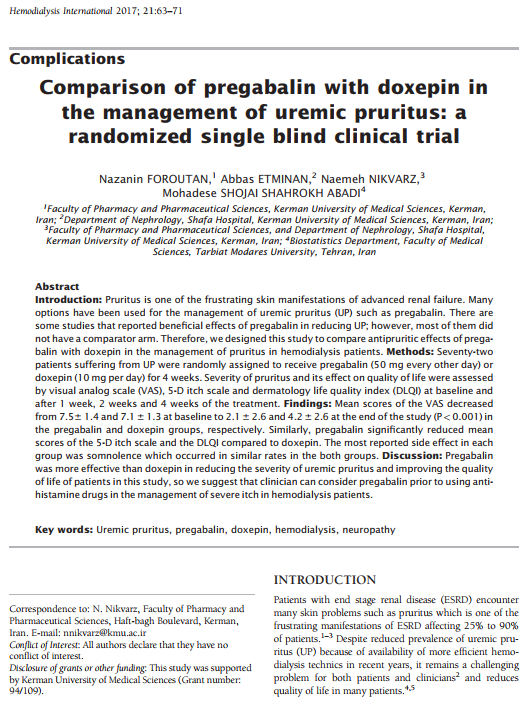 Hemodialysis International 2017; 21:63–71
Complications
Comparison of pregabalin with doxepin in
the management of uremic pruritus: a
randomized single blind clinical trial
Nazanin FOROUTAN,1 Abbas ETMINAN,2 Naemeh NIKVARZ,3
Mohadese SHOJAI SHAHROKH ABADI4
1Faculty of Pharmacy and Pharmaceutical Sciences, Kerman University of Medical Sciences, Kerman,
Iran; 2Department of Nephrology, Shafa Hospital, Kerman University of Medical Sciences, Kerman, Iran;
3Faculty of Pharmacy and Pharmaceutical Sciences, and Department of Nephrology, Shafa Hospital,
Kerman University of Medical Sciences, Kerman, Iran; 4Biostatistics Department, Faculty of Medical
Sciences, Tarbiat Modares University, Tehran, Iran
Abstract
Introduction: Pruritus is one of the frustrating skin manifestations of advanced renal failure. Many
options have been used for the management of uremic pruritus (UP) such as pregabalin. There are
some studies that reported beneficial effects of pregabalin in reducing UP; however, most of them did
not have a comparator arm. Therefore, we designed this study to compare antipruritic effects of prega-
balin with doxepin in the management of pruritus in hemodialysis patients. Methods: Seventy-two
patients suffering from UP were randomly assigned to receive pregabalin (50 mg every other day) or
doxepin (10 mg per day) for 4 weeks. Severity of pruritus and its effect on quality of life were assessed
by visual analog scale (VAS), 5-D itch scale and dermatology life quality index (DLQI) at baseline and
after 1 week, 2 weeks and 4 weeks of the treatment. Findings: Mean scores of the VAS decreased
from 7.5± 1.4 and 7.1 ± 1.3 at baseline to 2.1 ± 2.6 and 4.2 ± 2.6 at the end of the study (P < 0.001) in
the pregabalin and doxepin groups, respectively. Similarly, pregabalin significantly reduced mean
scores of the 5-D itch scale and the DLQI compared to doxepin. The most reported side effect in each
group was somnolence which occurred in similar rates in the both groups. Discussion: Pregabalin
was more effective than doxepin in reducing the severity of uremic pruritus and improving the quality
of life of patients in this study, so we suggest that clinician can consider pregabalin prior to using anti-
histamine drugs in the management of severe itch in hemodialysis patients.
Key words: Uremic pruritus, pregabalin, doxepin, hemodialysis, neuropathy
Correspondence to: N. Nikvarz, Faculty of Pharmacy and
Pharmaceutical Sciences, Haft-bagh Boulevard, Kerman,
Iran. E-mail: nnikvarz@kmu.ac.ir
Conflict of Interest: All authors declare that they have no
conflict of interest.
Disclosure of grants or other funding: This study was supported
by Kerman University of Medical Sciences (Grant number:
94/109).
INTRODUCTION
Patients with end stage renal disease (ESRD) encounter
many skin problems such as pruritus which is one of the
frustrating manifestations of ESRD affecting 25% to 90%
of patients.1–3 Despite reduced prevalence of uremic pru-
ritus (UP) because of availability of more efficient hemo-
dialysis technics in recent years, it remains a challenging
problem for both patients and clinicians2 and reduces
quality of life in many patients.4,5